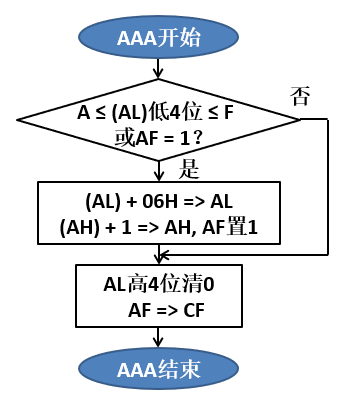 AAA开始
A ≤ (AL)低4位 ≤ F
或AF = 1?
否
是
(AL) + 06H => AL
(AH) + 1 => AH, AF置1
AL高4位清0
AF => CF
AAA结束